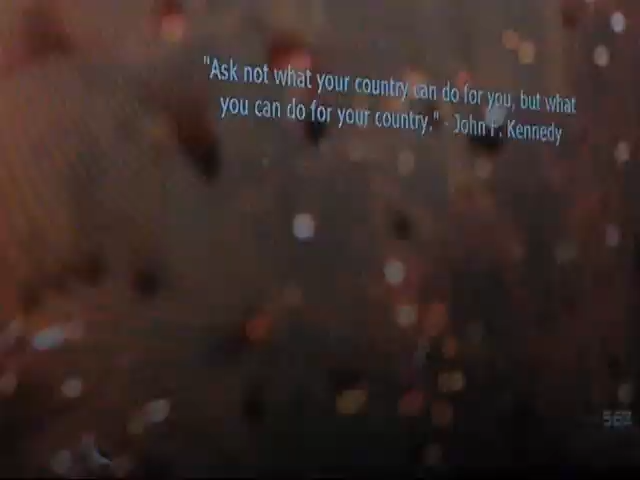 "Ask not what your country can do for you, but what
you can do for your country." - John F. Kennedy